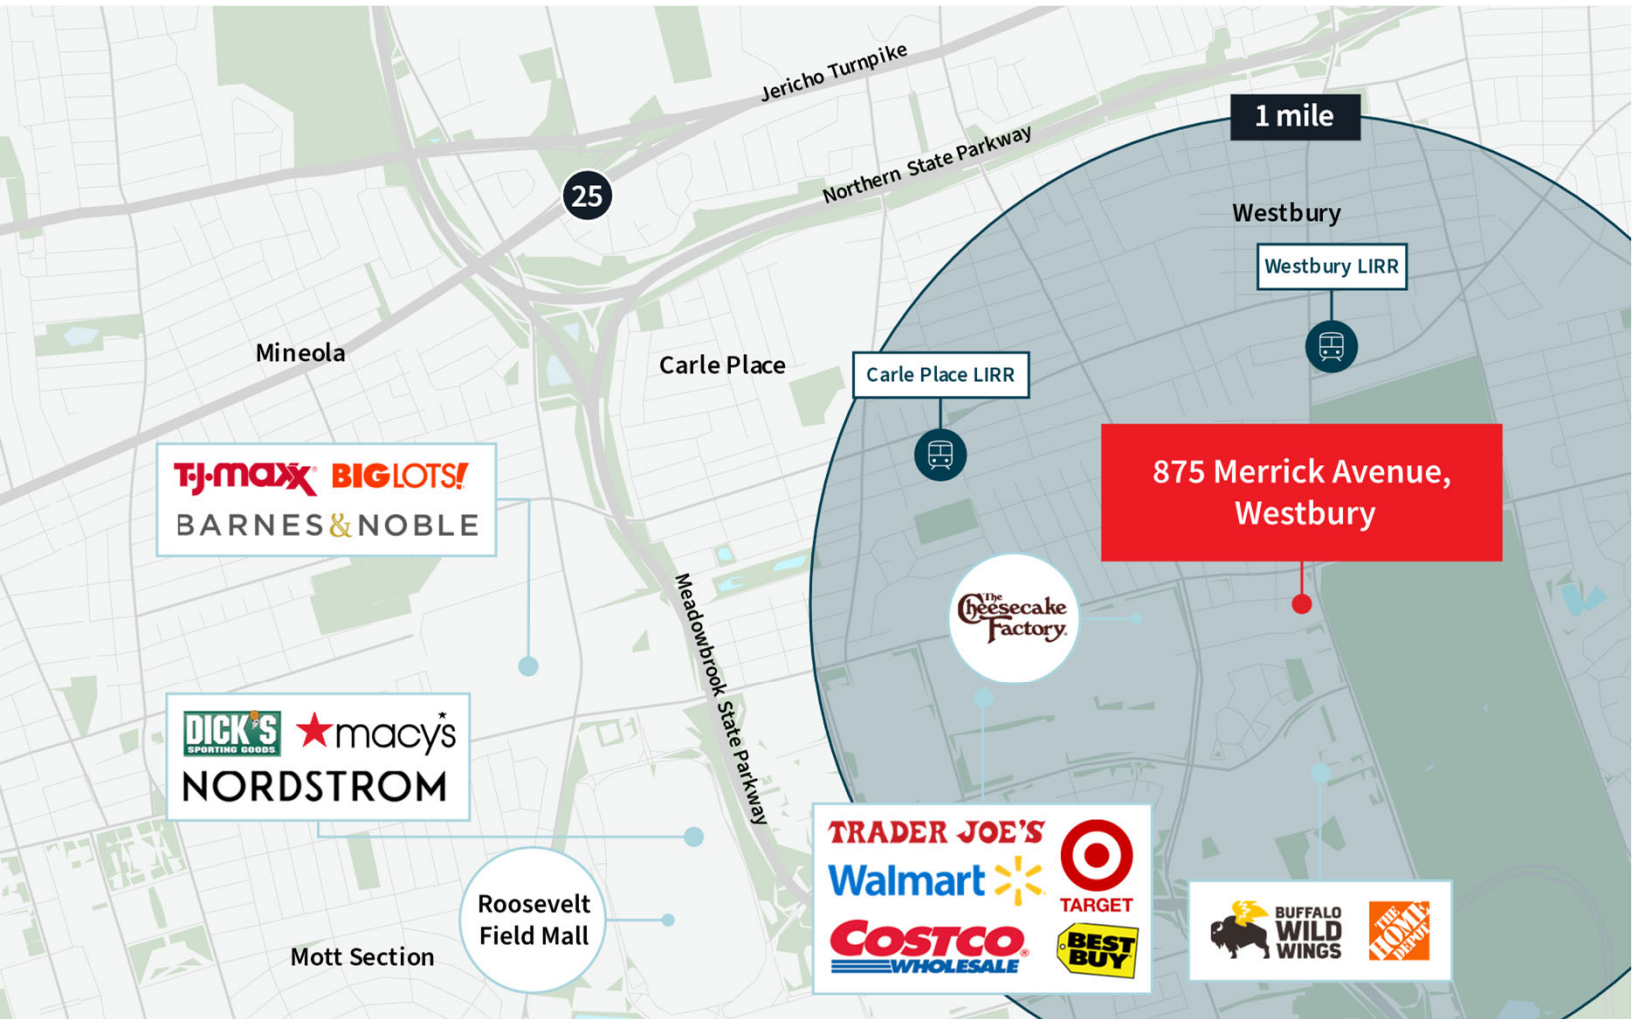 Jericho Turnpike
1 mile
Northern State Parkway
25
Westbury
Westbury LIRR
Mineola
Carle Place
Carle Place LIRR
875 Merrick Avenue,
Westbury
T·J·maxx BIG LOTS!
BARNES & NOBLE
The
Cheesecake
Factory
Meadowbrook State Parkway
DICK'S
SPORTING GOODS
macy's
NORDSTROM
TRADER JOE'S
Walmart
TARGET
COSTCO
WHOLESALE
BEST
BUY
BUFFALO
WILD
WINGS
THE
HOME
DEPOT
Roosevelt
Field Mall
Mott Section